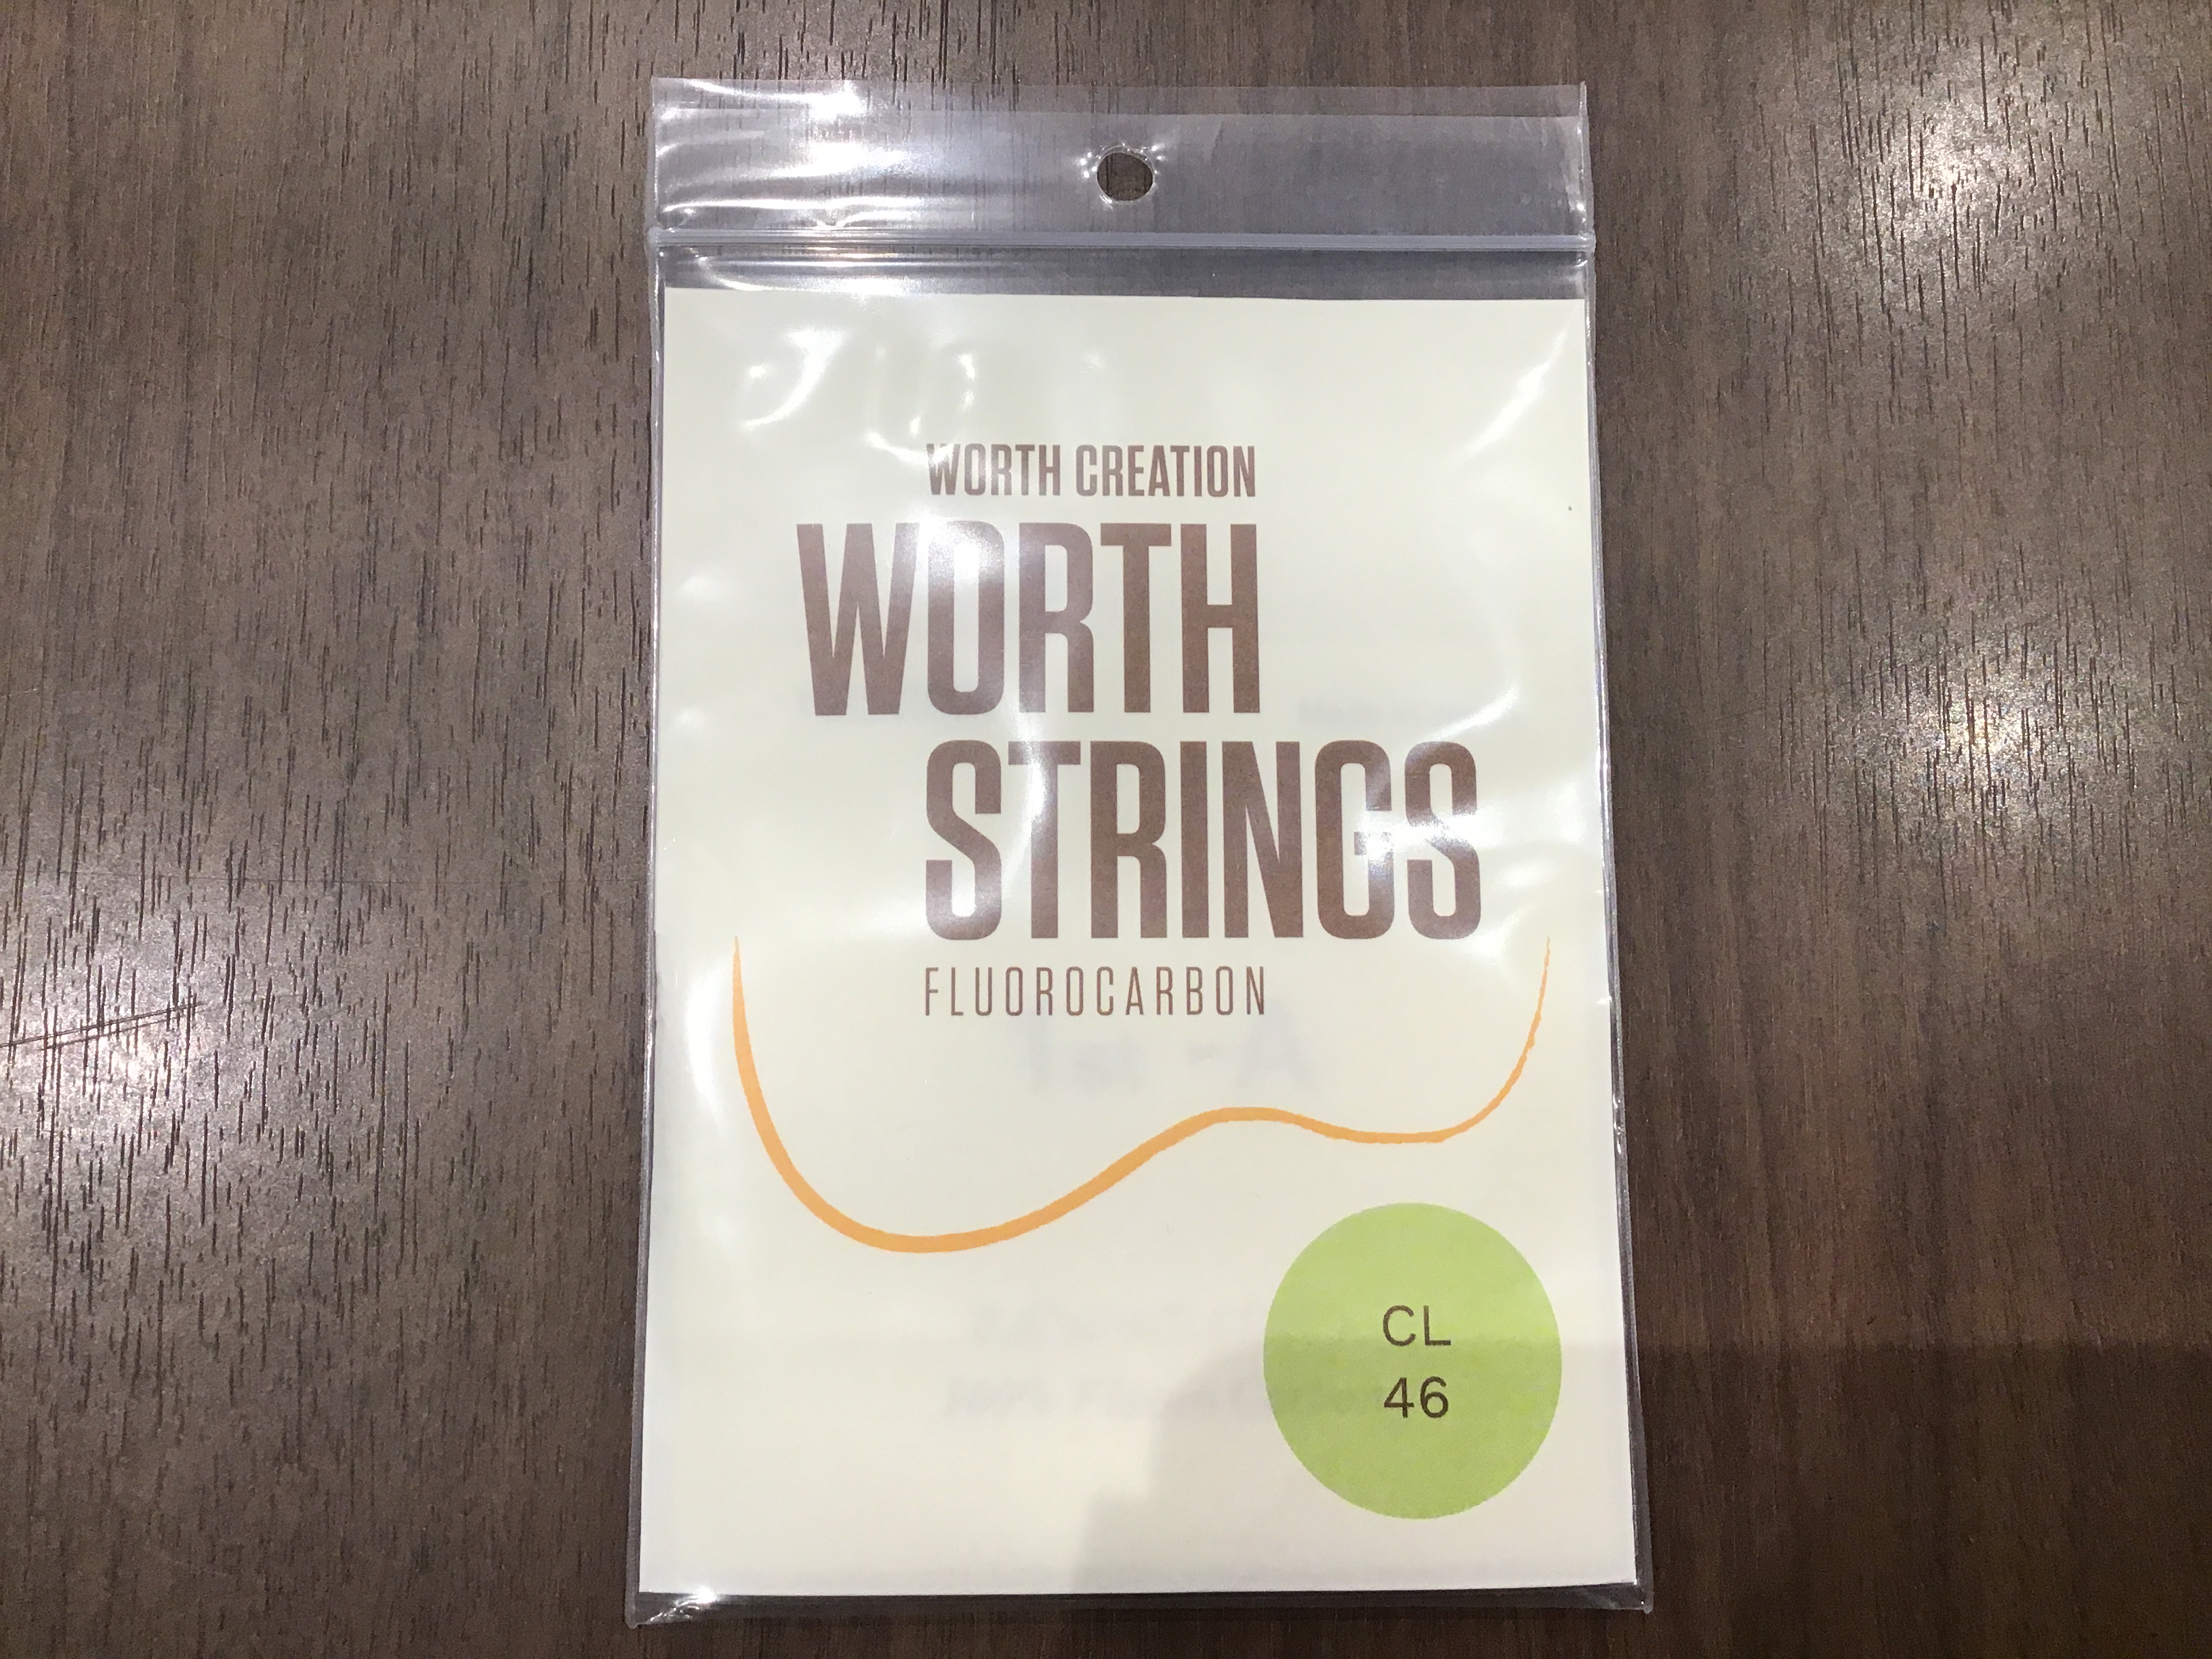 WORTH CREATION
WORTH
STRINGS
FLUOROCARBON
CL
46